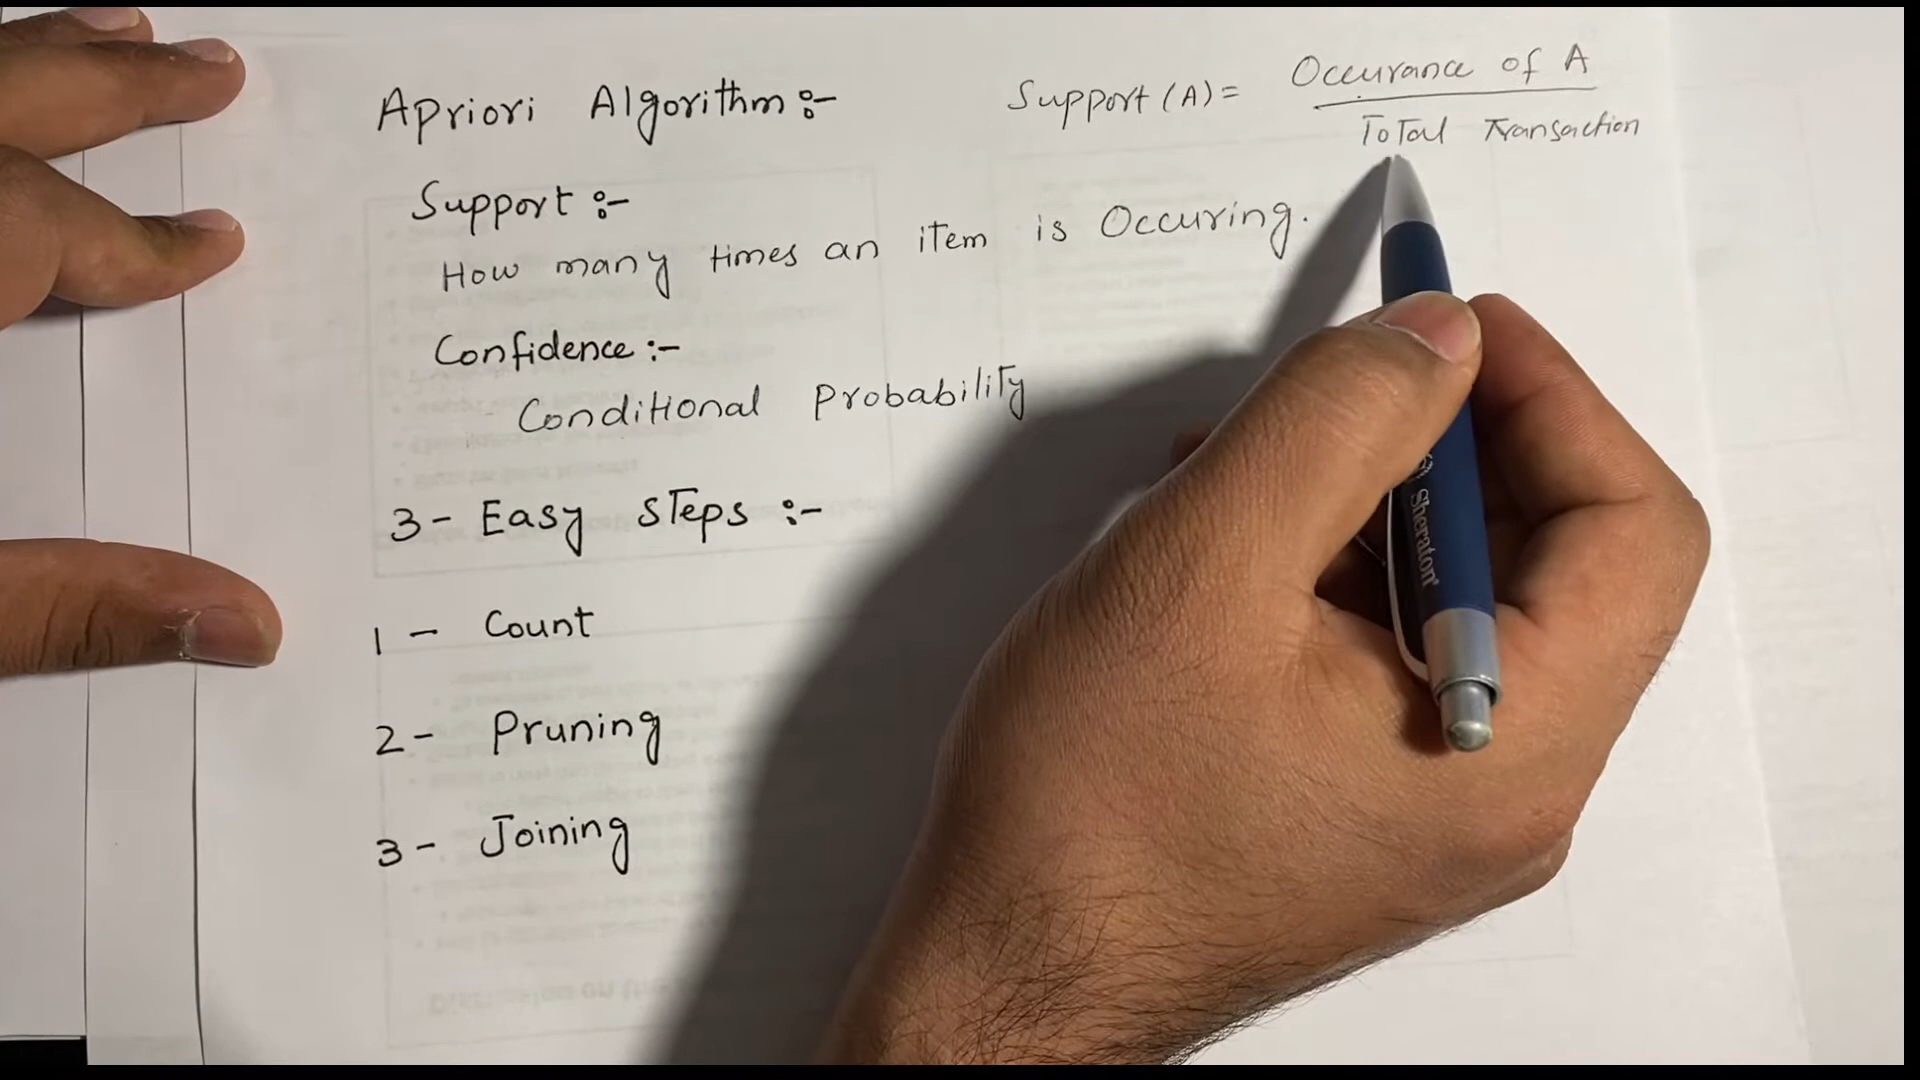 Apriori Algorithm :-
Support (A) = Occurance of A
Total Transaction
Support :-
How many times an item is Occuring.
Confidence :-
Conditional Probability
3 - Easy Steps :-
1 - Count
2 - Pruning
3 - Joining
Sheraton